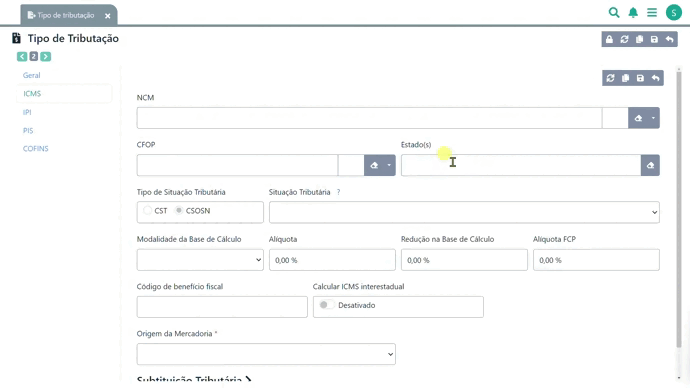 Tipo de tributação ×
S
Tipo de Tributação
2
Geral
ICMS
IPI
PIS
COFINS
NCM
CFOP
Estado(s)
Tipo de Situação Tributária
Situação Tributária ?
CST
CSOSN
Modalidade da Base de Cálculo
Alíquota
Redução na Base de Cálculo
Alíquota FCP
0,00 %
0,00 %
0,00 %
Código de benefício fiscal
Calcular ICMS interestadual
Desativado
Origem da Mercadoria *
Substituição Tributária